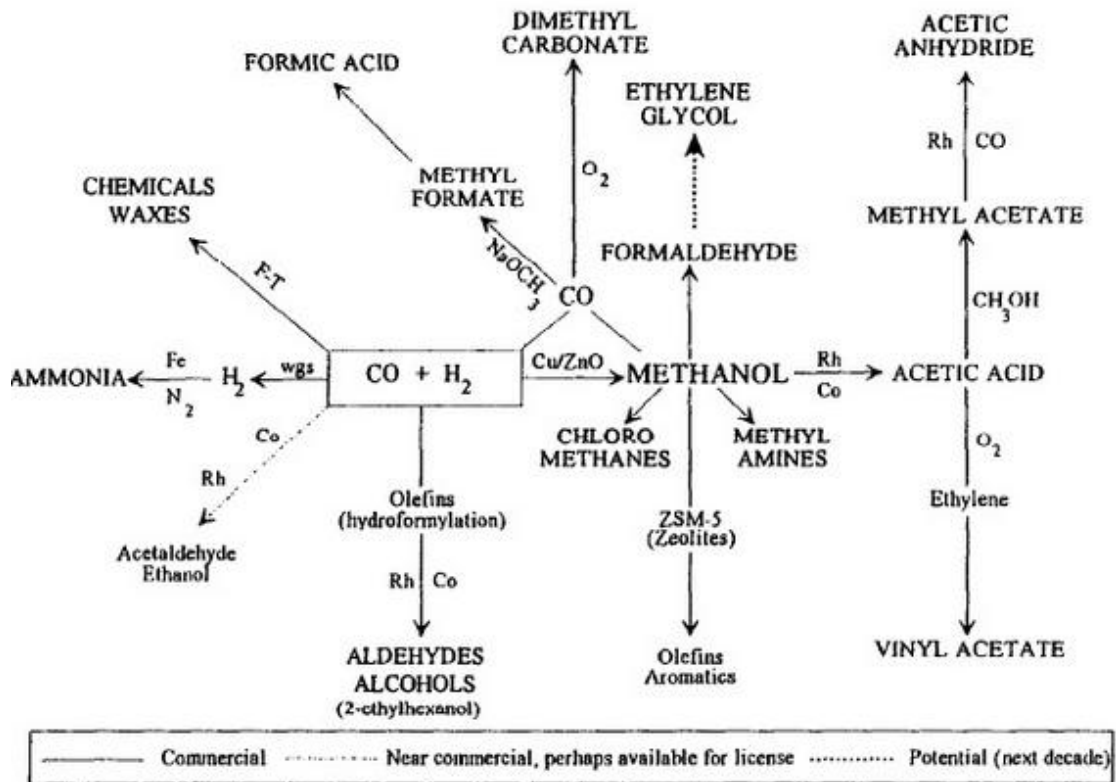 DIMETHYL
CARBONATE
ACETIC
ANHYDRIDE
FORMIC ACID
ETHYLENE
GLYCOL
Rh CO
O2
METHYL
FORMATE
CHEMICALS
WAXES
METHYL ACETATE
NaOCH3
FORMALDEHYDE
F-T
CO
CH3OH
Fe
wgs
Cu/ZnO
Rh
AMMONIA
H2
CO + H2
METHANOL
ACETIC ACID
N2
Co
Co
CHLORO
METHANES
METHYL
AMINES
O2
Rh
Olefins
(hydroformylation)
ZSM-5
(Zeolites)
Ethylene
Acetaldehyde
Ethanol
Rh Co
ALDEHYDES
ALCOHOLS
(2-ethylhexanol)
Olefins
Aromatics
VINYL ACETATE
Commercial
Near commercial, perhaps available for license
Potential (next decade)